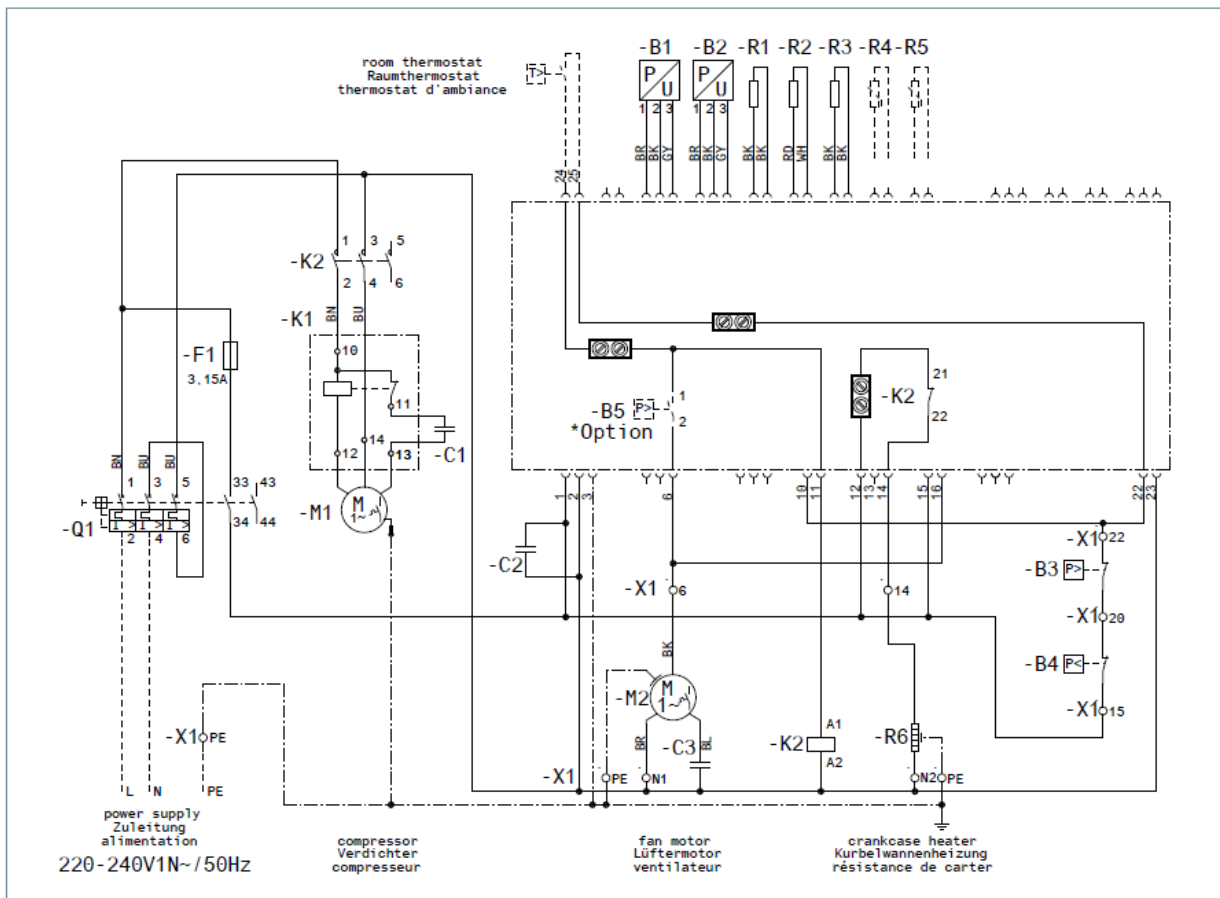 room thermostat
Raumthermostat
thermostat d'ambiance
T>
-B1 -B2 -R1 -R2 -R3 -R4 -R5
P U
P U
1 2 3
1 2 3
BR BK GY
BR BK GY
BK BK
RD WH
BK BK
24 25
1 3 5
-K2
2 4 6
BN BU
-K1
10
11
12 14 13
-C1
-F1
3,15A
-M1
M
1~
BN BU BU
1 3 5
33 43
-Q1
I> I> I>
2 4 6
34 44
-B5
P>
*Option
1
2
-K2
21
22
1 2 3 6 10 11 12 13 14 15 16 22 23
-C2
-X1 6
14
-X1 22
-B3 P>
-X1 20
-B4 P<
-X1 15
BK
-M2
M
1~
BR
-C3
BL
-K2
A1
A2
-R6
-X1 PE N1
N2 PE
-X1 PE
L N PE
power supply
Zuleitung
alimentation
220-240V1N~/50Hz
compressor
Verdichter
compresseur
fan motor
Lüftermotor
ventilateur
crankcase heater
Kurbelwannenheizung
résistance de carter